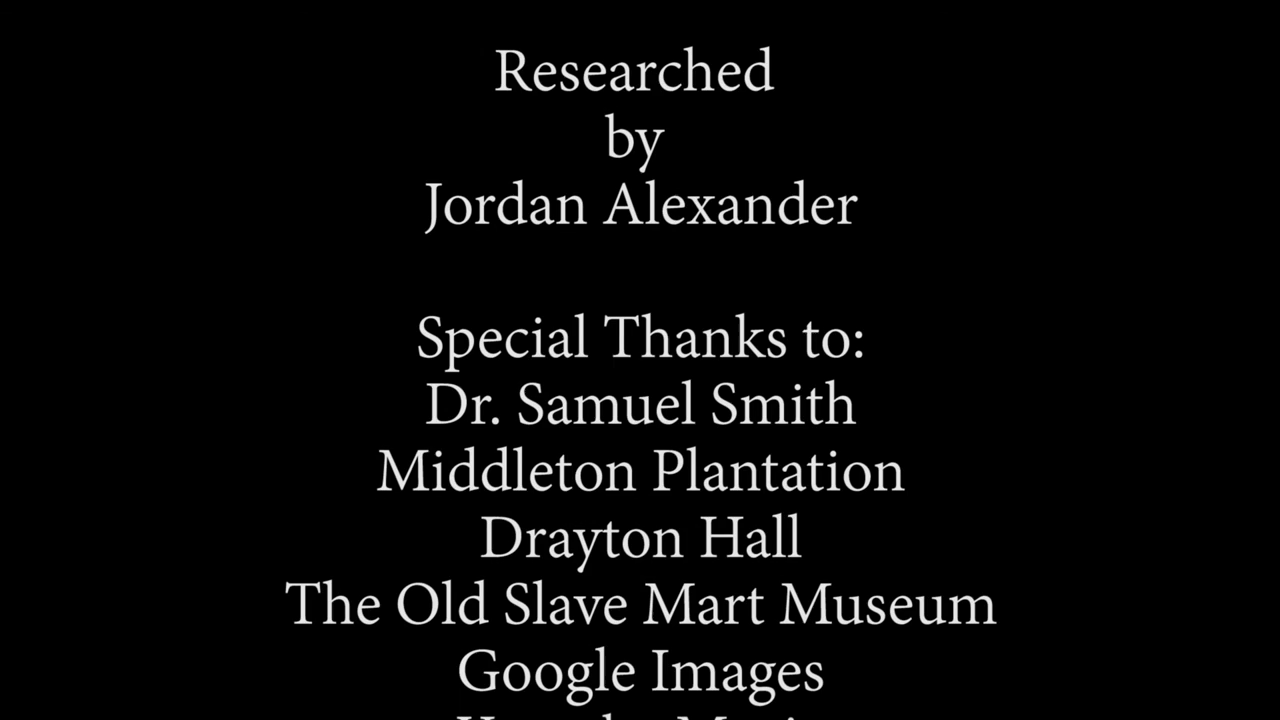 Researched
by
Jordan Alexander
Special Thanks to:
Dr. Samuel Smith
Middleton Plantation
Drayton Hall
The Old Slave Mart Museum
Google Images